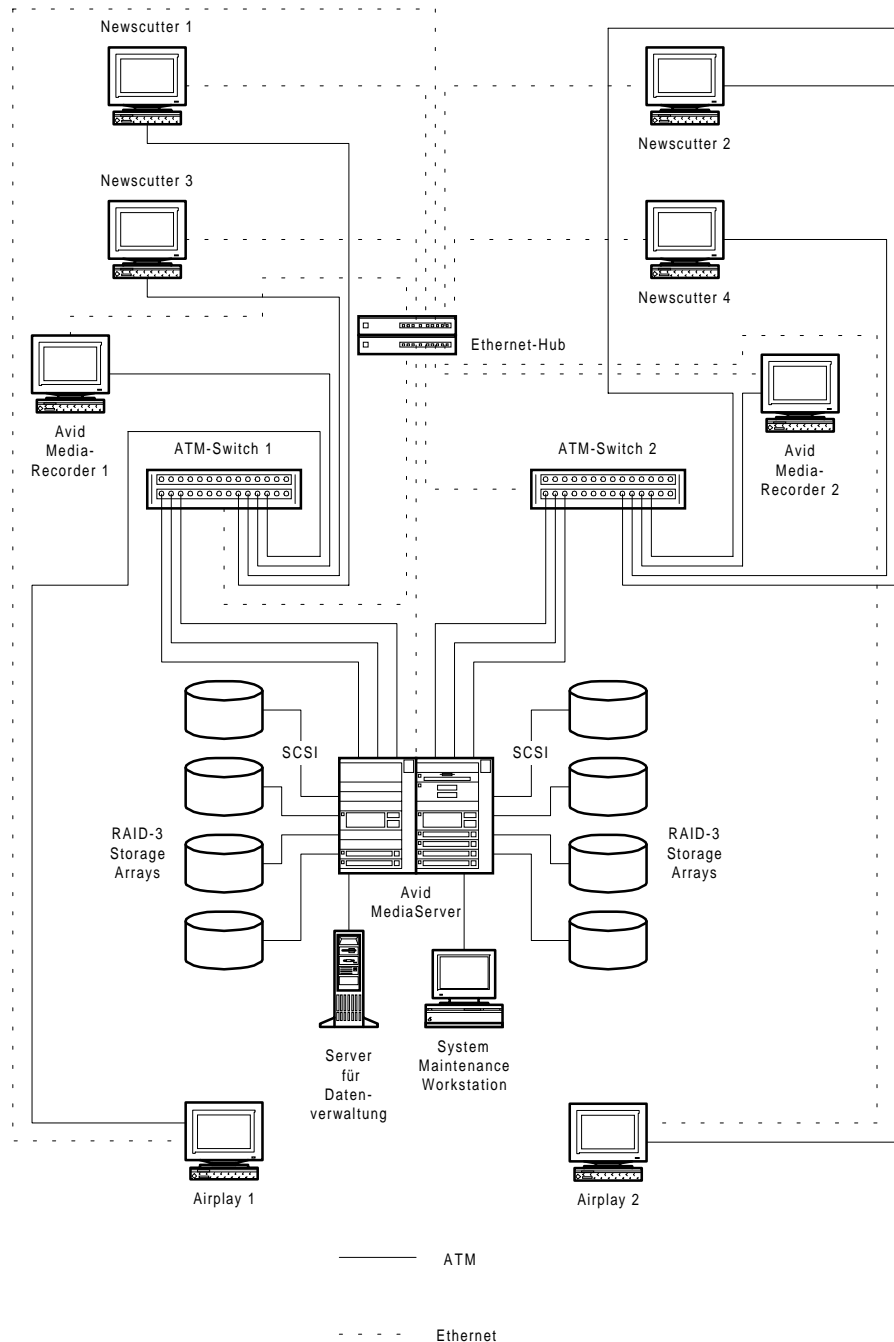 Newscutter 1
Newscutter 2
Newscutter 3
Newscutter 4
Ethernet-Hub
Avid
Media-
Recorder 1
ATM-Switch 1
ATM-Switch 2
Avid
Media-
Recorder 2
SCSI
SCSI
RAID-3
Storage
Arrays
RAID-3
Storage
Arrays
Avid
MediaServer
Server
für
Daten-
verwaltung
System
Maintenance
Workstation
Airplay 1
Airplay 2
ATM
Ethernet